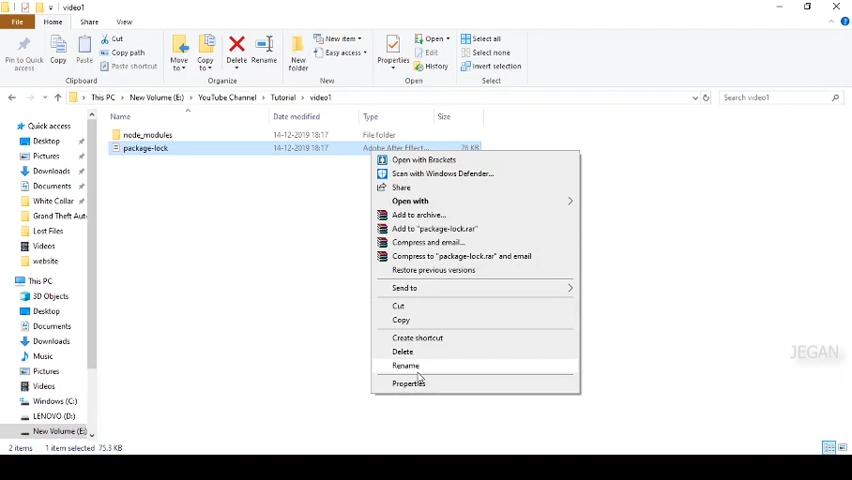 video1
File
Home
Share
View
Pin to Quick access
Copy
Paste
Cut
Copy path
Paste shortcut
Clipboard
Move to
Copy to
Delete
Rename
Organize
New folder
New item
Easy access
New
Properties
Open
Edit
History
Open
Select all
Select none
Invert selection
Select
This PC
New Volume (E:)
YouTube Channel
Tutorial
video1
Search video1
Quick access
Desktop
Pictures
Downloads
Documents
White Collar
Grand Theft Auto
Lost Files
Videos
website
This PC
3D Objects
Desktop
Documents
Downloads
Music
Pictures
Videos
Windows (C:)
LENOVO (D:)
New Volume (E:)
Name
Date modified
Type
Size
node_modules
14-12-2019 18:17
File folder
package-lock
14-12-2019 18:17
Adobe After Effect...
76 KB
Open with Brackets
Scan with Windows Defender...
Share
Open with
Add to archive...
Add to "package-lock.rar"
Compress and email...
Compress to "package-lock.rar" and email
Restore previous versions
Send to
Cut
Copy
Create shortcut
Delete
Rename
Properties
JEGAN
2 items
1 item selected 75.3 KB